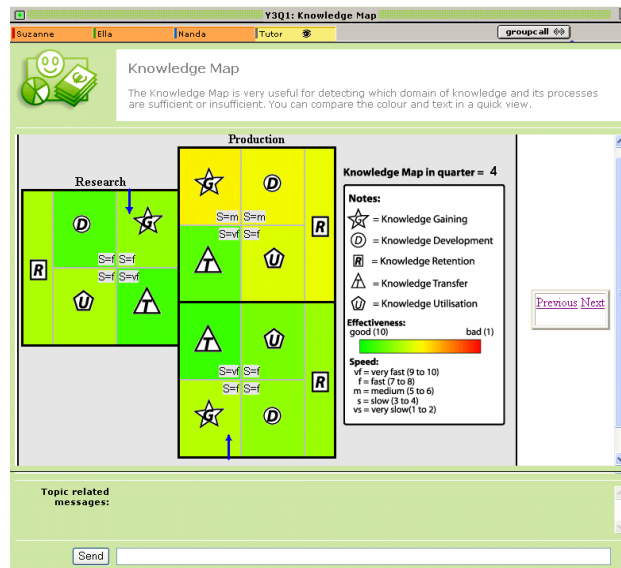 Y3Q1: Knowledge Map
Suzanne Ella Nanda Tutor groupcall
Knowledge Map
The Knowledge Map is very useful for detecting which domain of knowledge and its processes
are sufficient or insufficient. You can compare the colour and text in a quick view.
Production
Research
G D
S=m S=m
R
S=vf S=f
T U
D G
S=f S=f
R
S=f S=vf
U T
T U
S=vf S=f
R
S=f S=f
G D
Knowledge Map in quarter = 4
Notes:
G = Knowledge Gaining
D = Knowledge Development
R = Knowledge Retention
T = Knowledge Transfer
U = Knowledge Utilisation
Effectiveness:
good (10) bad (1)
Speed:
vf = very fast (9 to 10)
f = fast (7 to 8)
m = medium (5 to 6)
s = slow (3 to 4)
vs = very slow(1 to 2)
Previous Next
Topic related
messages:
Send